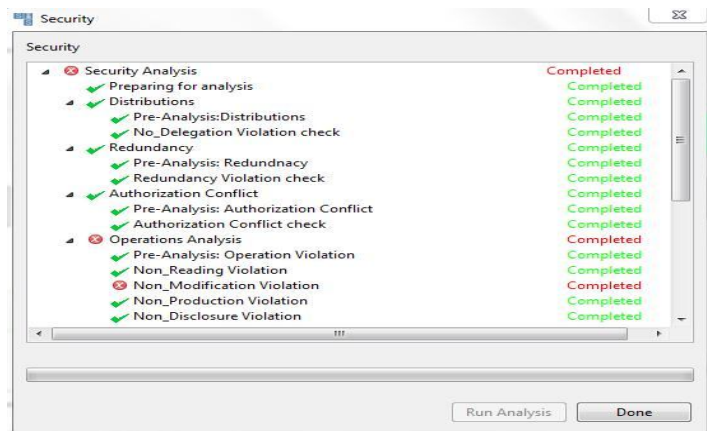 Security
Security
Security Analysis Completed
Preparing for analysis Completed
Distributions Completed
Pre-Analysis:Distributions Completed
No_Delegation Violation check Completed
Redundancy Completed
Pre-Analysis: Redundnacy Completed
Redundancy Violation check Completed
Authorization Conflict Completed
Pre-Analysis: Authorization Conflict Completed
Authorization Conflict check Completed
Operations Analysis Completed
Pre-Analysis: Operation Violation Completed
Non_Reading Violation Completed
Non_Modification Violation Completed
Non_Production Violation Completed
Non_Disclosure Violation Completed
Run Analysis Done